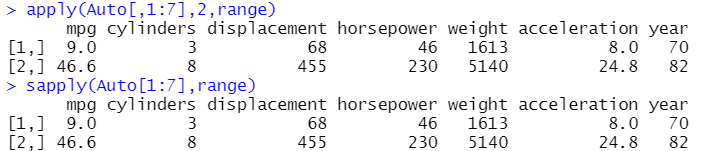 > apply(Auto[,1:7],2,range)
      mpg cylinders displacement horsepower weight acceleration year
[1,]  9.0         3           68         46   1613          8.0   70
[2,] 46.6         8          455        230   5140         24.8   82
> sapply(Auto[1:7],range)
      mpg cylinders displacement horsepower weight acceleration year
[1,]  9.0         3           68         46   1613          8.0   70
[2,] 46.6         8          455        230   5140         24.8   82